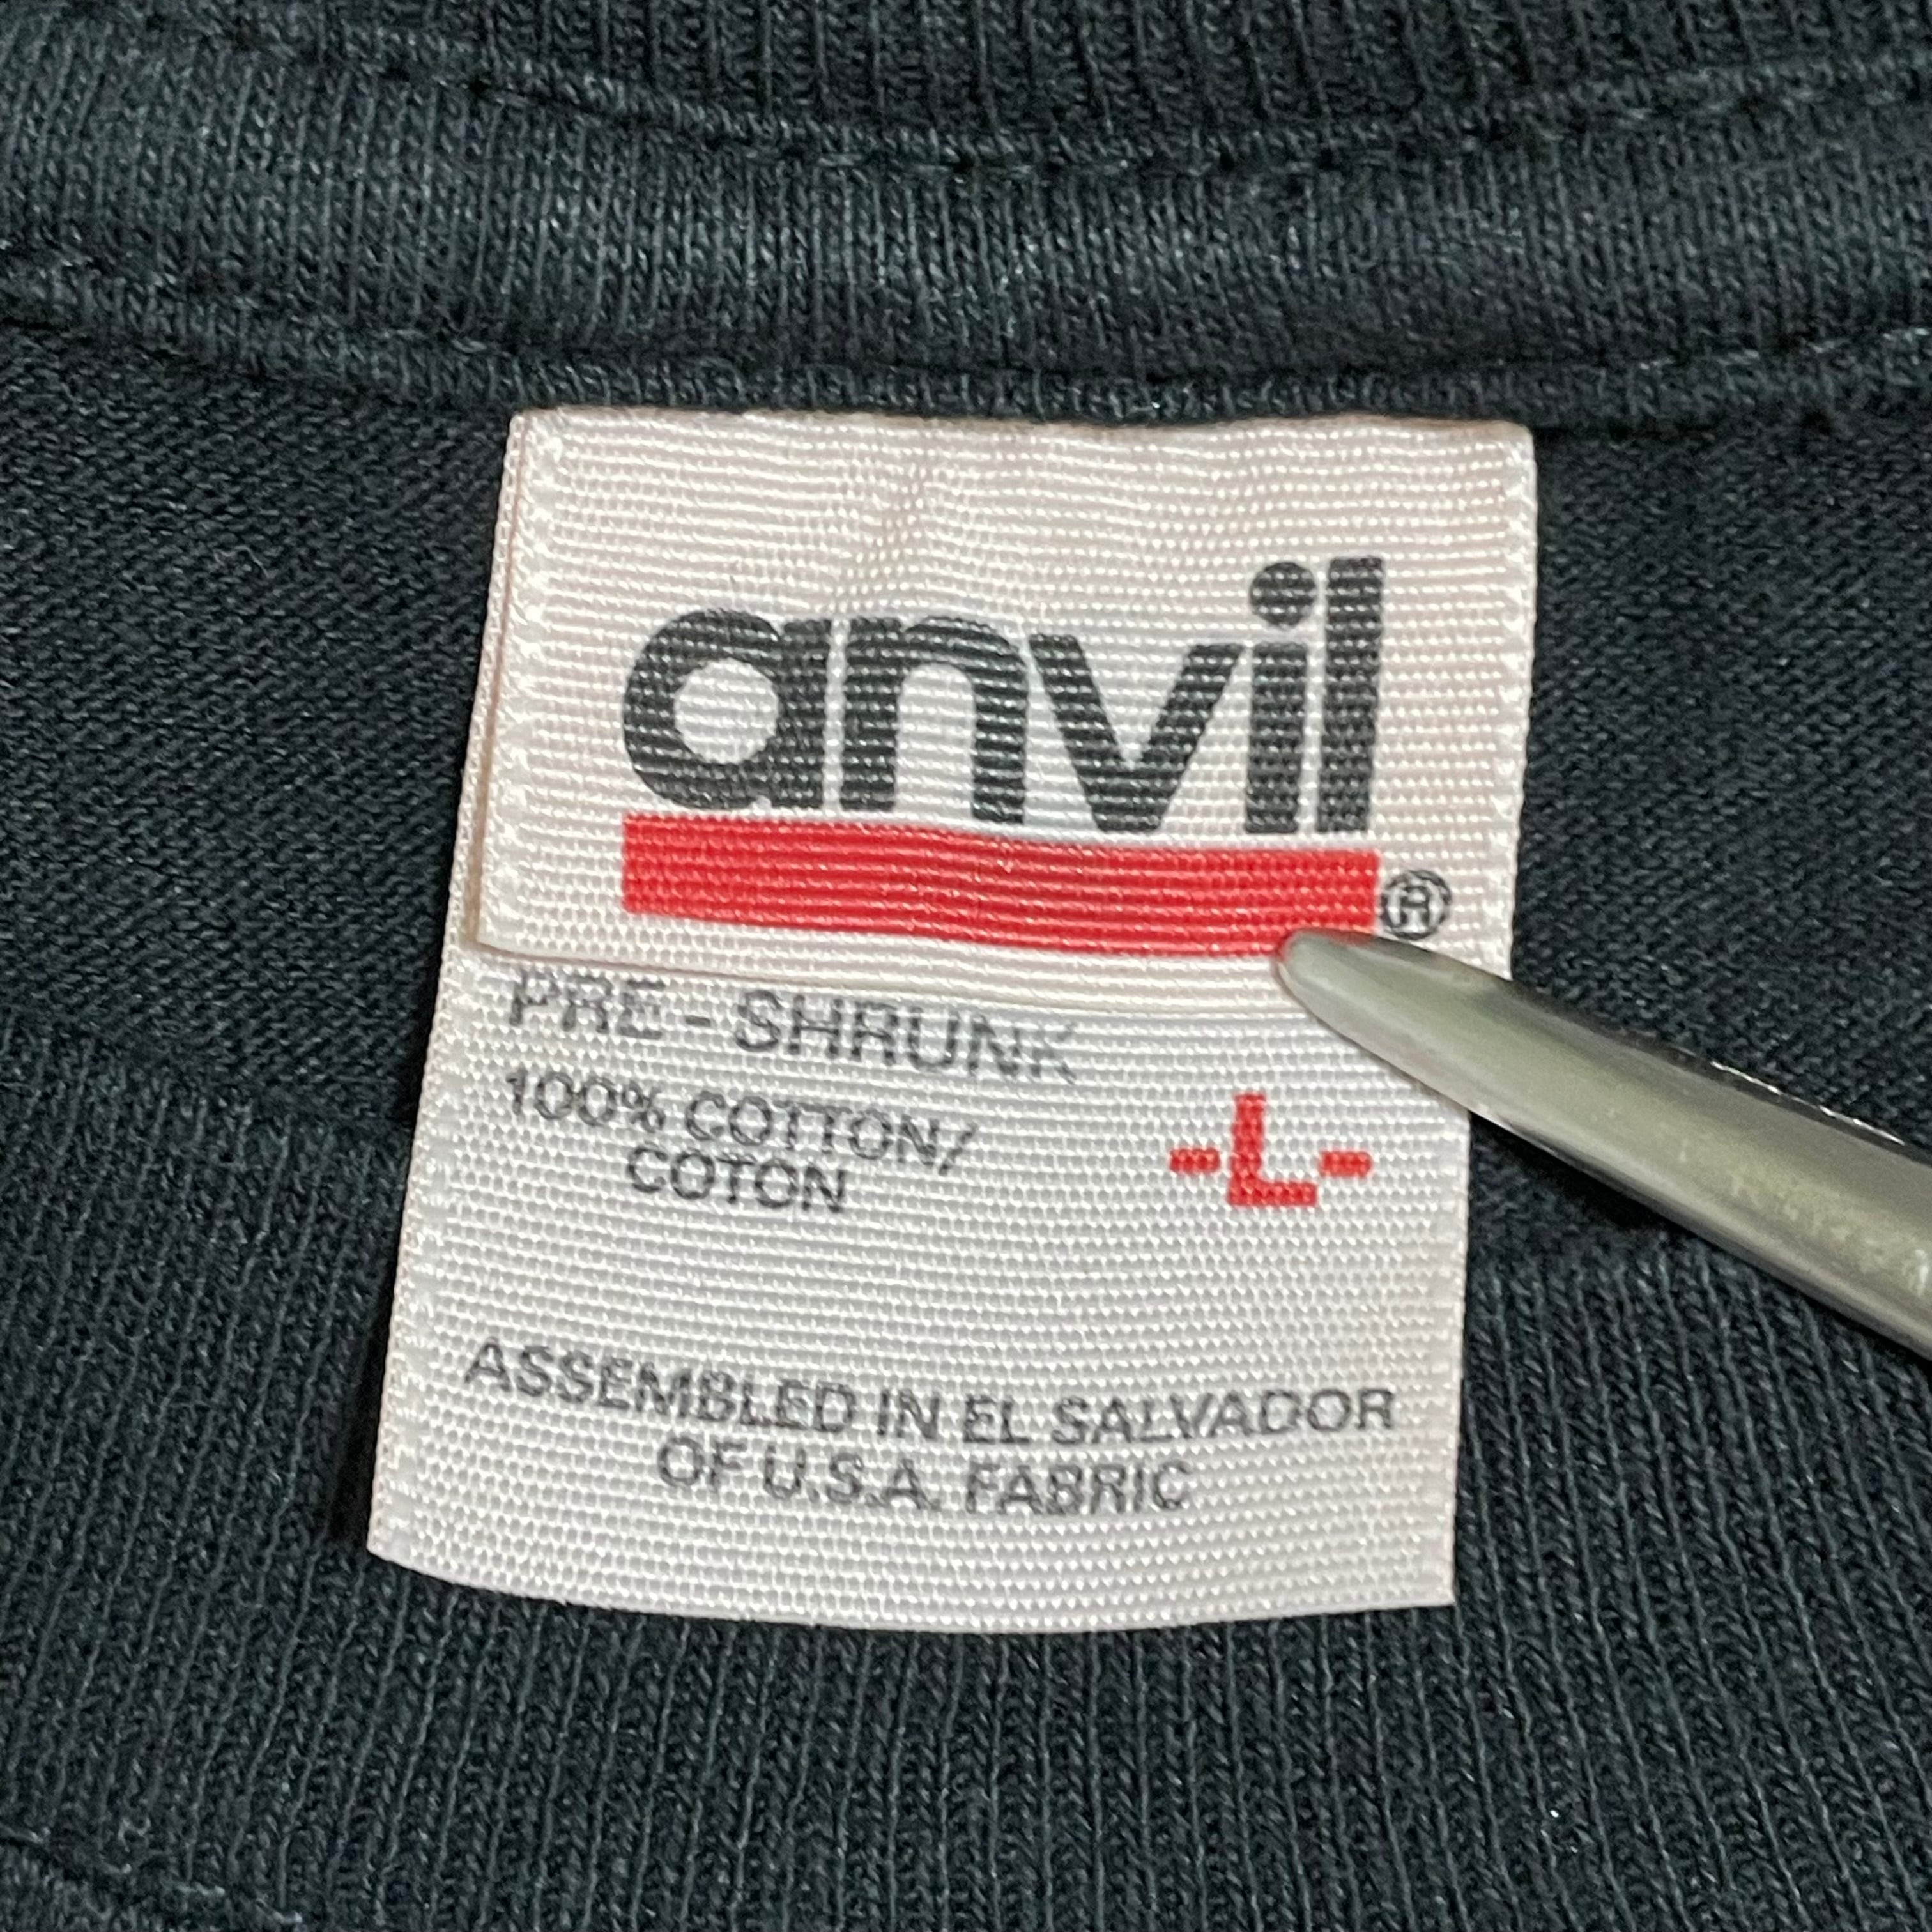 anvil
®
PRE - SHRUNK
100% COTTON/
COTON
-L-
ASSEMBLED IN EL SALVADOR
OF U.S.A. FABRIC